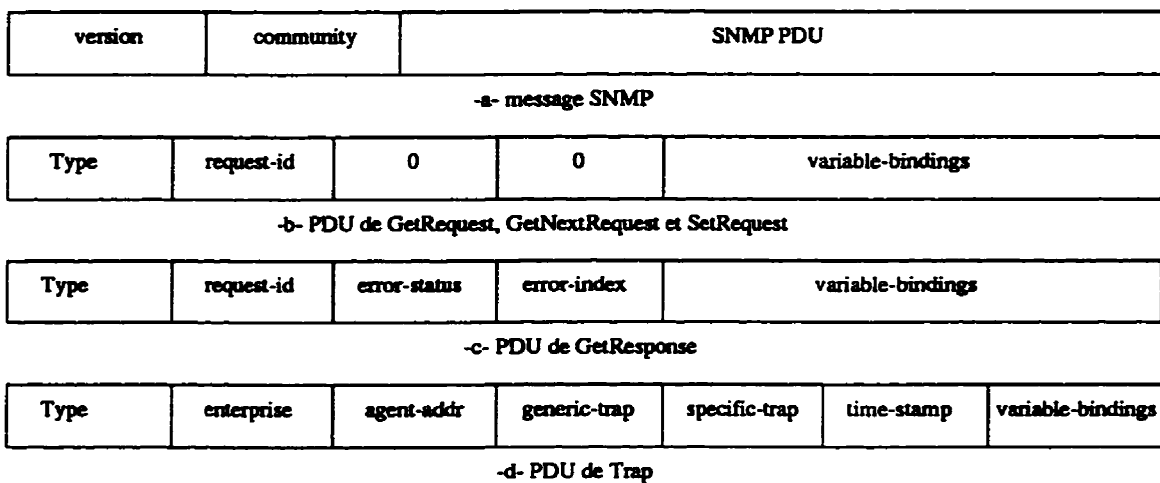 version community SNMP PDU
-a- message SNMP
Type request-id 0 0 variable-bindings
-b- PDU de GetRequest, GetNextRequest et SetRequest
Type request-id error-status error-index variable-bindings
-c- PDU de GetResponse
Type enterprise agent-addr generic-trap specific-trap time-stamp variable-bindings
-d- PDU de Trap